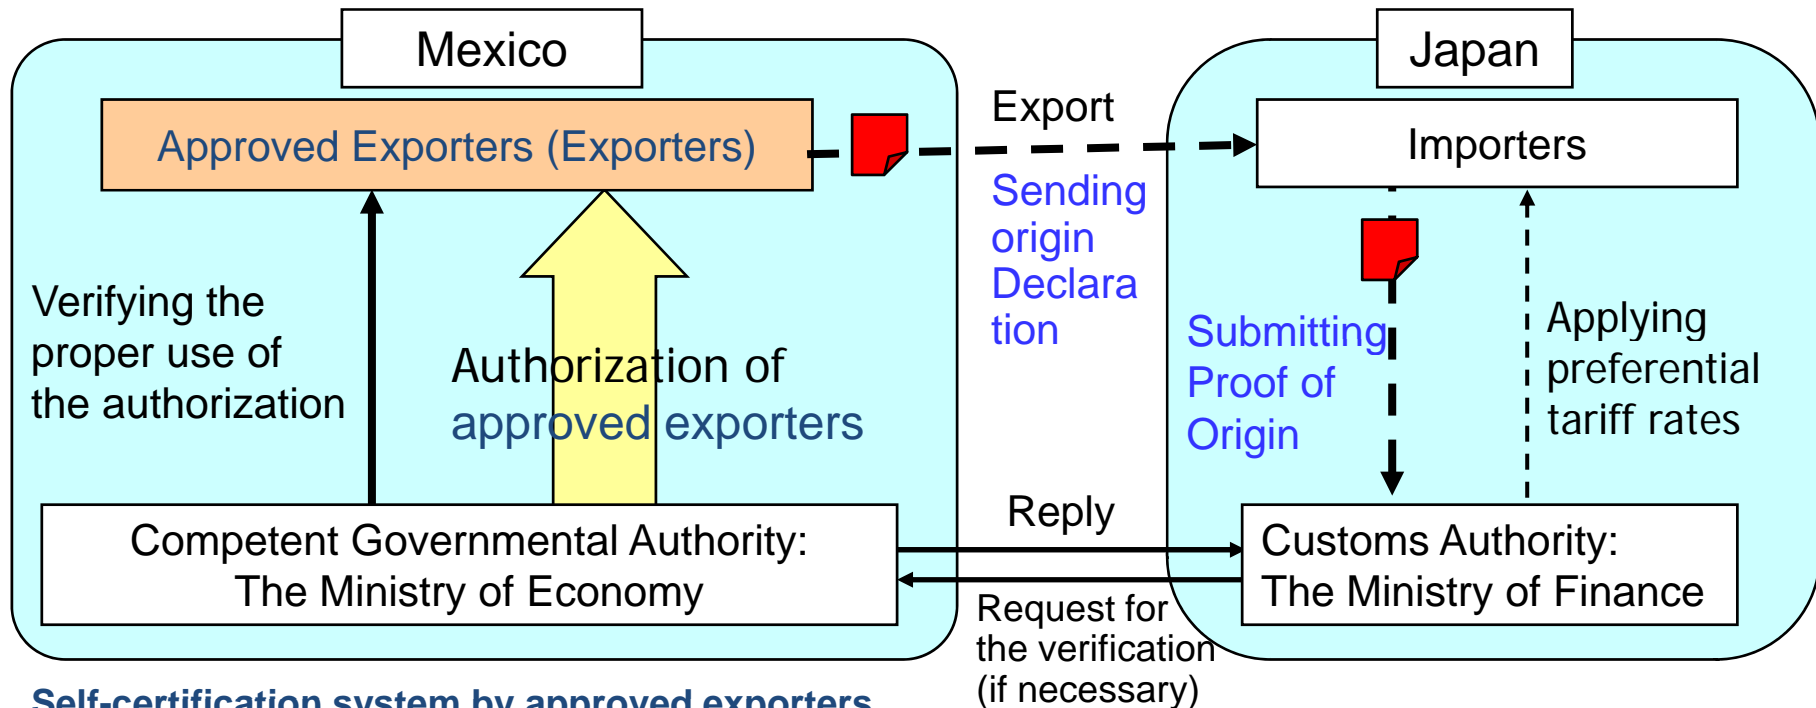 Mexico
Japan
Approved Exporters (Exporters)
Export
Importers
Sending
origin
Declara
tion
Verifying the
proper use of
the authorization
Authorization of
approved exporters
Submitting
Proof of
Origin
Applying
preferential
tariff rates
Competent Governmental Authority:
The Ministry of Economy
Reply
Customs Authority:
The Ministry of Finance
Request for
the verification
(if necessary)
Self-certification system by approved exporters